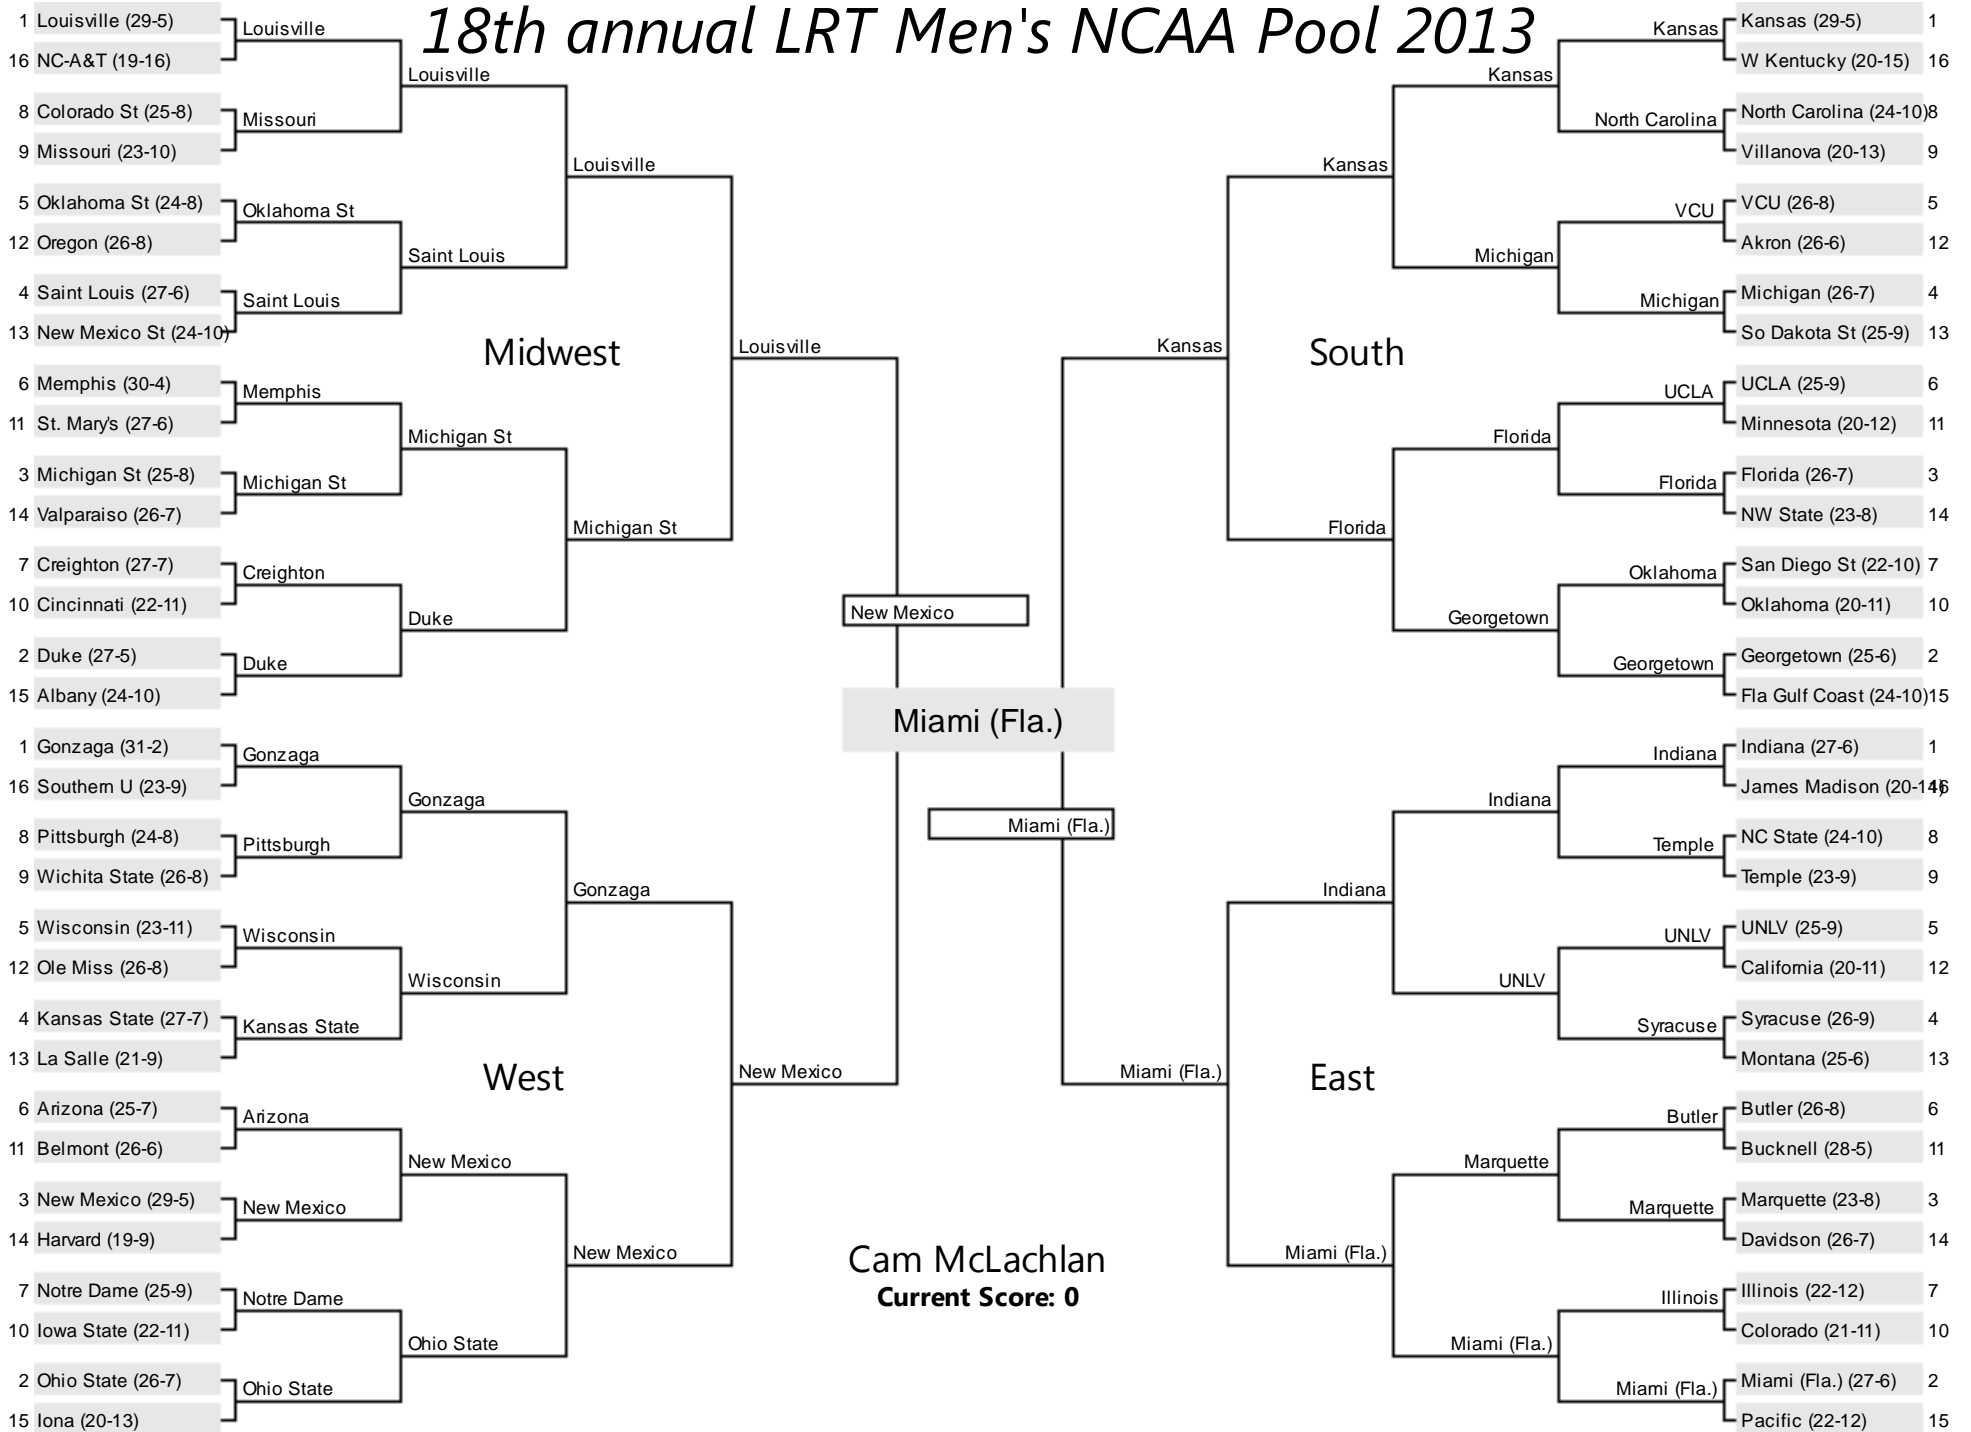 18th annual LRT Men's NCAA Pool 2013
1 Louisville (29-5)
16 NC-A&T (19-16)
8 Colorado St (25-8)
9 Missouri (23-10)
5 Oklahoma St (24-8)
12 Oregon (26-8)
4 Saint Louis (27-6)
13 New Mexico St (24-10)
6 Memphis (30-4)
11 St. Mary's (27-6)
3 Michigan St (25-8)
14 Valparaiso (26-7)
7 Creighton (27-7)
10 Cincinnati (22-11)
2 Duke (27-5)
15 Albany (24-10)
Louisville
Missouri
Oklahoma St
Saint Louis
Memphis
Michigan St
Creighton
Duke
Louisville
Saint Louis
Michigan St
Duke
Louisville
Michigan St
Midwest
Louisville
1 Gonzaga (31-2)
16 Southern U (23-9)
8 Pittsburgh (24-8)
9 Wichita State (26-8)
5 Wisconsin (23-11)
12 Ole Miss (26-8)
4 Kansas State (27-7)
13 La Salle (21-9)
6 Arizona (25-7)
11 Belmont (26-6)
3 New Mexico (29-5)
14 Harvard (19-9)
7 Notre Dame (25-9)
10 Iowa State (22-11)
2 Ohio State (26-7)
15 Iona (20-13)
Gonzaga
Pittsburgh
Wisconsin
Kansas State
Arizona
New Mexico
Notre Dame
Ohio State
Gonzaga
Wisconsin
New Mexico
Ohio State
Gonzaga
New Mexico
West
New Mexico
New Mexico
Miami (Fla.)
Miami (Fla.)
Cam McLachlan
Current Score: 0
Kansas
South
Kansas
Florida
Kansas
Michigan
Florida
Georgetown
Kansas
North Carolina
VCU
Michigan
UCLA
Florida
Oklahoma
Georgetown
Kansas (29-5) 1
W Kentucky (20-15) 16
North Carolina (24-10) 8
Villanova (20-13) 9
VCU (26-8) 5
Akron (26-6) 12
Michigan (26-7) 4
So Dakota St (25-9) 13
UCLA (25-9) 6
Minnesota (20-12) 11
Florida (26-7) 3
NW State (23-8) 14
San Diego St (22-10) 7
Oklahoma (20-11) 10
Georgetown (25-6) 2
Fla Gulf Coast (24-10) 15
Miami (Fla.)
East
Indiana
Miami (Fla.)
Indiana
UNLV
Marquette
Miami (Fla.)
Indiana
Temple
UNLV
Syracuse
Butler
Marquette
Illinois
Miami (Fla.)
Indiana (27-6) 1
James Madison (20-14) 16
NC State (24-10) 8
Temple (23-9) 9
UNLV (25-9) 5
California (20-11) 12
Syracuse (26-9) 4
Montana (25-6) 13
Butler (26-8) 6
Bucknell (28-5) 11
Marquette (23-8) 3
Davidson (26-7) 14
Illinois (22-12) 7
Colorado (21-11) 10
Miami (Fla.) (27-6) 2
Pacific (22-12) 15